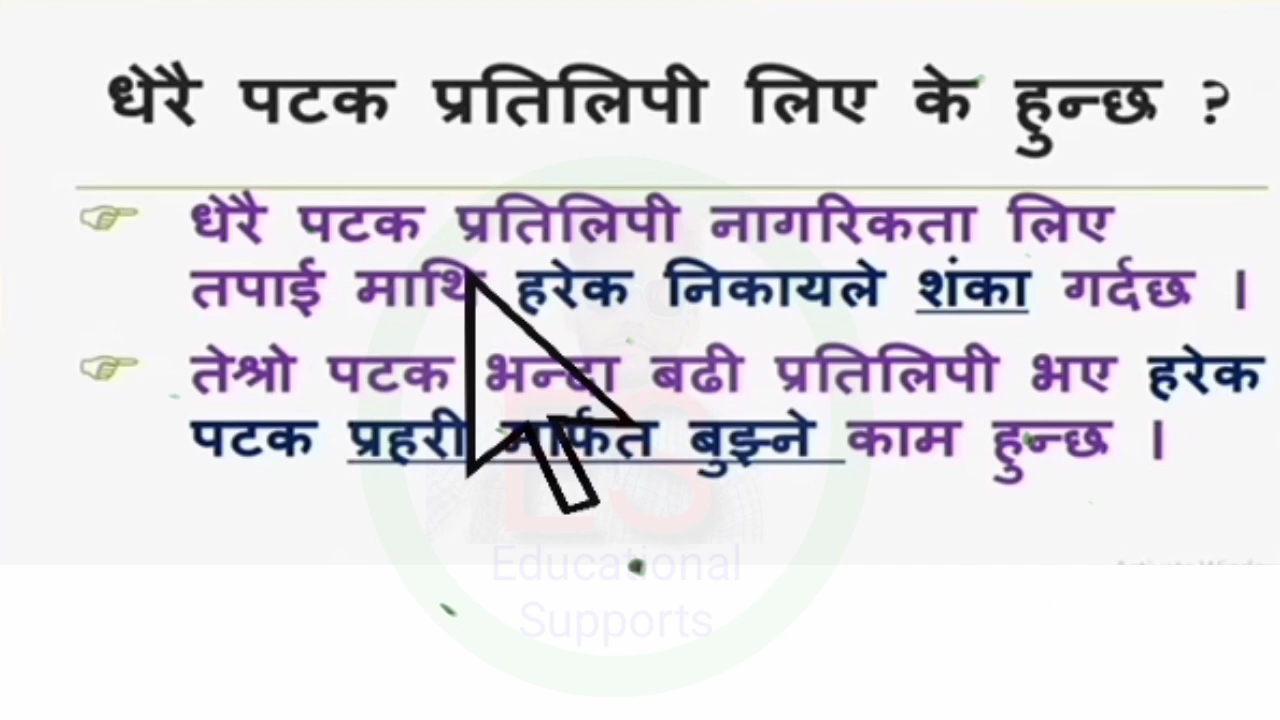 धेरै पटक प्रतिलिपी लिए के हुन्छ ?
धेरै पटक प्रतिलिपी नागरिकता लिए
तपाई माथि हरेक निकायले शंका गर्दछ ।
तेश्रो पटक भन्दा बढी प्रतिलिपी भए हरेक
पटक प्रहरी मार्फत बुझ्ने काम हुन्छ ।
ES
Educational
Supports